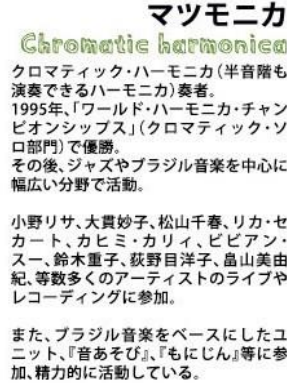 マツモニカ
Chromatic harmonica
クロマティック・ハーモニカ(半音階も
演奏できるハーモニカ)奏者。
1995年、「ワールド・ハーモニカ・チャン
ピオンシップス」(クロマティック・ソ
ロ部門)で優勝。
その後、ジャズやブラジル音楽を中心に
幅広い分野で活動。
小野リサ、大貫妙子、松山千春、リカ・セ
カート、カヒミ・カリィ、ビビアン・
スー、鈴木重子、荻野目洋子、畠山美由
紀、等数多くのアーティストのライブや
レコーディングに参加。
また、ブラジル音楽をベースにしたユ
ニット、『音あそび』、『もにじん』等に参
加、精力的に活動している。